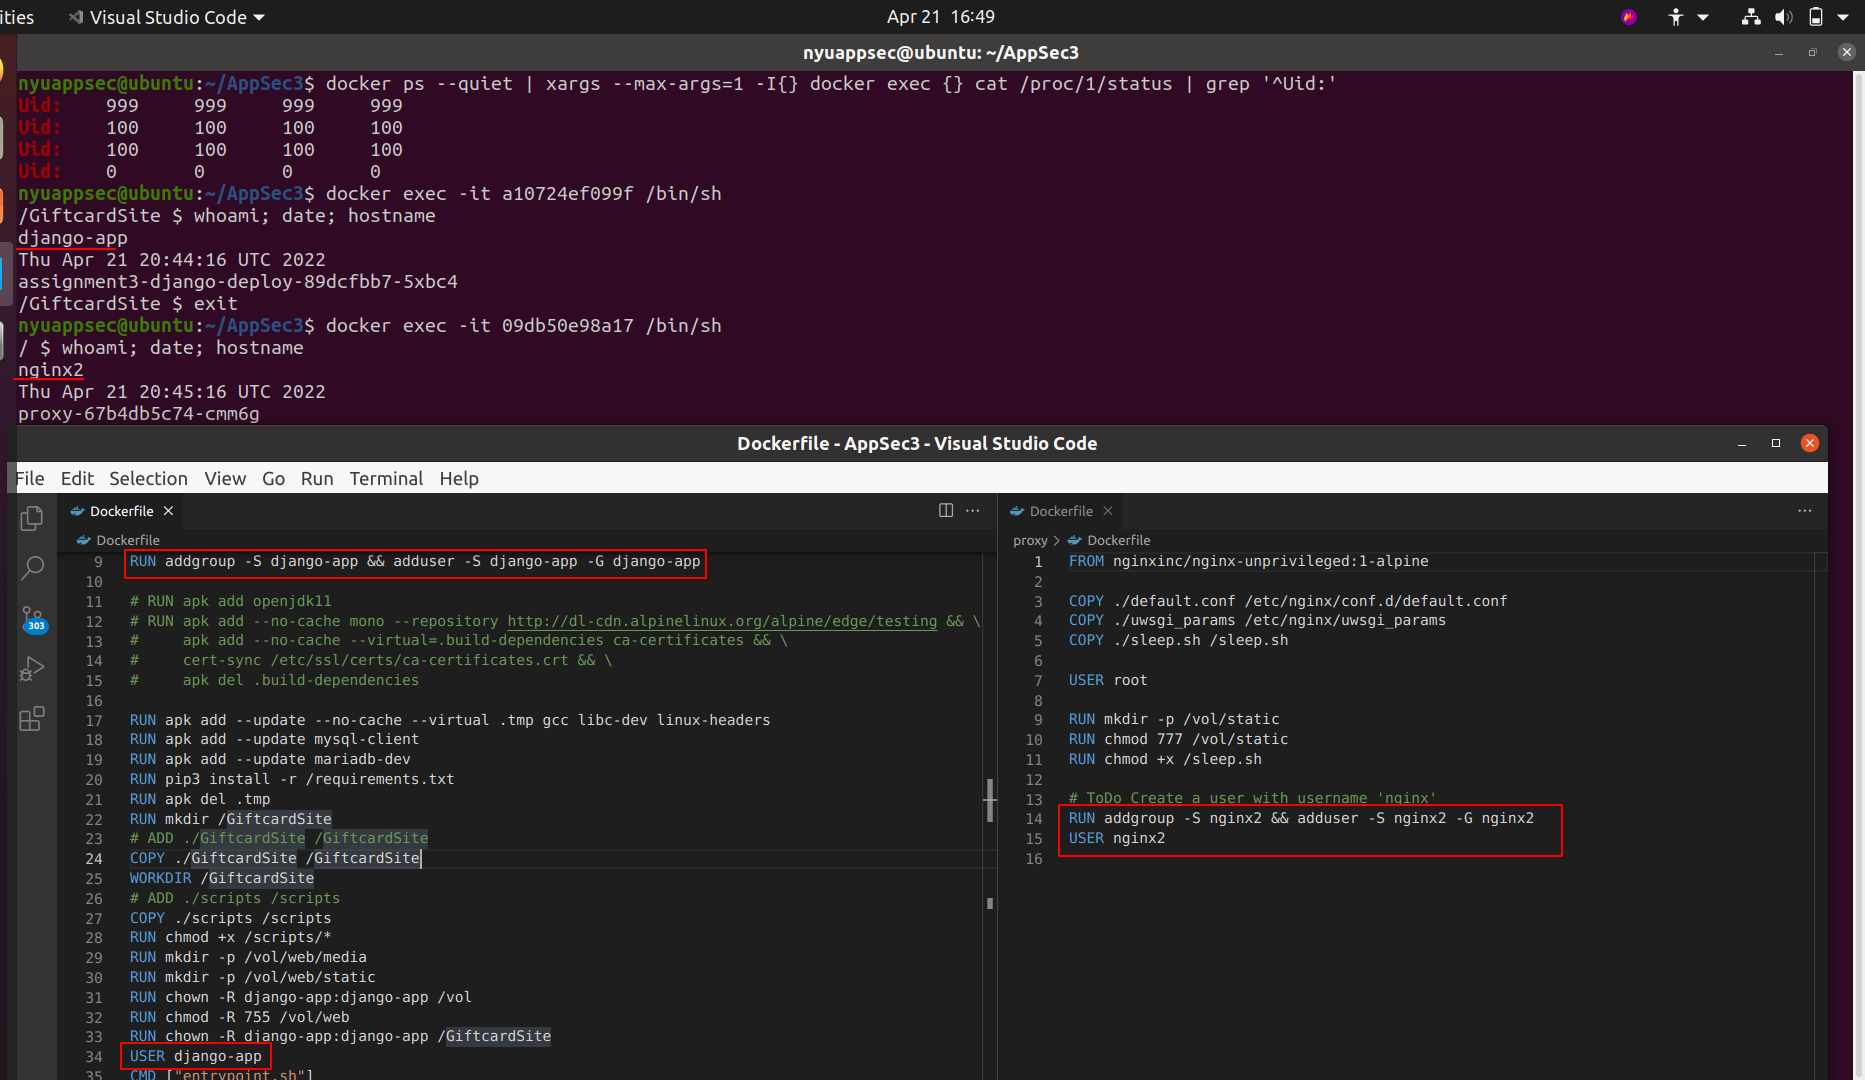 ities
Visual Studio Code
Apr 21 16:49
nyuappsec@ubuntu: ~/AppSec3
nyuappsec@ubuntu:~/AppSec3$ docker ps --quiet | xargs --max-args=1 -I{} docker exec {} cat /proc/1/status | grep '^Uid:'
Uid: 999 999 999 999
Uid: 100 100 100 100
Uid: 100 100 100 100
Uid: 0 0 0 0
nyuappsec@ubuntu:~/AppSec3$ docker exec -it a10724ef099f /bin/sh
/GiftcardSite $ whoami; date; hostname
django-app
Thu Apr 21 20:44:16 UTC 2022
assignment3-django-deploy-89dcfbb7-5xbc4
/GiftcardSite $ exit
nyuappsec@ubuntu:~/AppSec3$ docker exec -it 09db50e98a17 /bin/sh
/ $ whoami; date; hostname
nginx2
Thu Apr 21 20:45:16 UTC 2022
proxy-67b4db5c74-cmm6g
Dockerfile - AppSec3 - Visual Studio Code
File Edit Selection View Go Run Terminal Help
303
Dockerfile
Dockerfile
9 RUN addgroup -S django-app && adduser -S django-app -G django-app
10
11 # RUN apk add openjdk11
12 # RUN apk add --no-cache mono --repository http://dl-cdn.alpinelinux.org/alpine/edge/testing && \
13 #     apk add --no-cache --virtual=.build-dependencies ca-certificates && \
14 #     cert-sync /etc/ssl/certs/ca-certificates.crt && \
15 #     apk del .build-dependencies
16
17 RUN apk add --update --no-cache --virtual .tmp gcc libc-dev linux-headers
18 RUN apk add --update mysql-client
19 RUN apk add --update mariadb-dev
20 RUN pip3 install -r /requirements.txt
21 RUN apk del .tmp
22 RUN mkdir /GiftcardSite
23 # ADD ./GiftcardSite /GiftcardSite
24 COPY ./GiftcardSite /GiftcardSite
25 WORKDIR /GiftcardSite
26 # ADD ./scripts /scripts
27 COPY ./scripts /scripts
28 RUN chmod +x /scripts/*
29 RUN mkdir -p /vol/web/media
30 RUN mkdir -p /vol/web/static
31 RUN chown -R django-app:django-app /vol
32 RUN chmod -R 755 /vol/web
33 RUN chown -R django-app:django-app /GiftcardSite
34 USER django-app
35 CMD ["entrypoint.sh"]
Dockerfile
proxy > Dockerfile
1 FROM nginxinc/nginx-unprivileged:1-alpine
2
3 COPY ./default.conf /etc/nginx/conf.d/default.conf
4 COPY ./uwsgi_params /etc/nginx/uwsgi_params
5 COPY ./sleep.sh /sleep.sh
6
7 USER root
8
9 RUN mkdir -p /vol/static
10 RUN chmod 777 /vol/static
11 RUN chmod +x /sleep.sh
12
13 # ToDo Create a user with username 'nginx'
14 RUN addgroup -S nginx2 && adduser -S nginx2 -G nginx2
15 USER nginx2
16